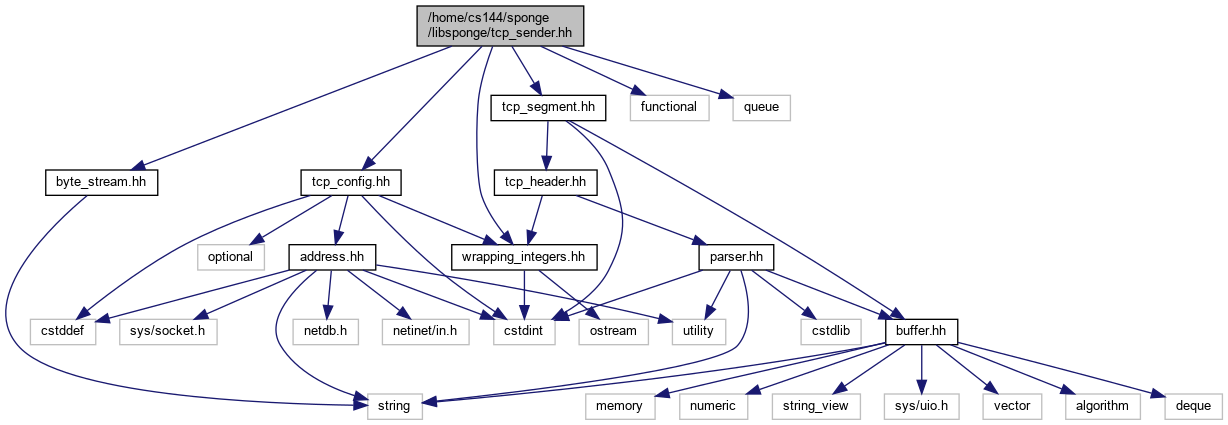 /home/cs144/sponge
/libsponge/tcp_sender.hh
tcp_segment.hh
functional
queue
byte_stream.hh
tcp_config.hh
tcp_header.hh
optional
address.hh
wrapping_integers.hh
parser.hh
cstddef
sys/socket.h
netdb.h
netinet/in.h
cstdint
ostream
utility
cstdlib
buffer.hh
string
memory
numeric
string_view
sys/uio.h
vector
algorithm
deque